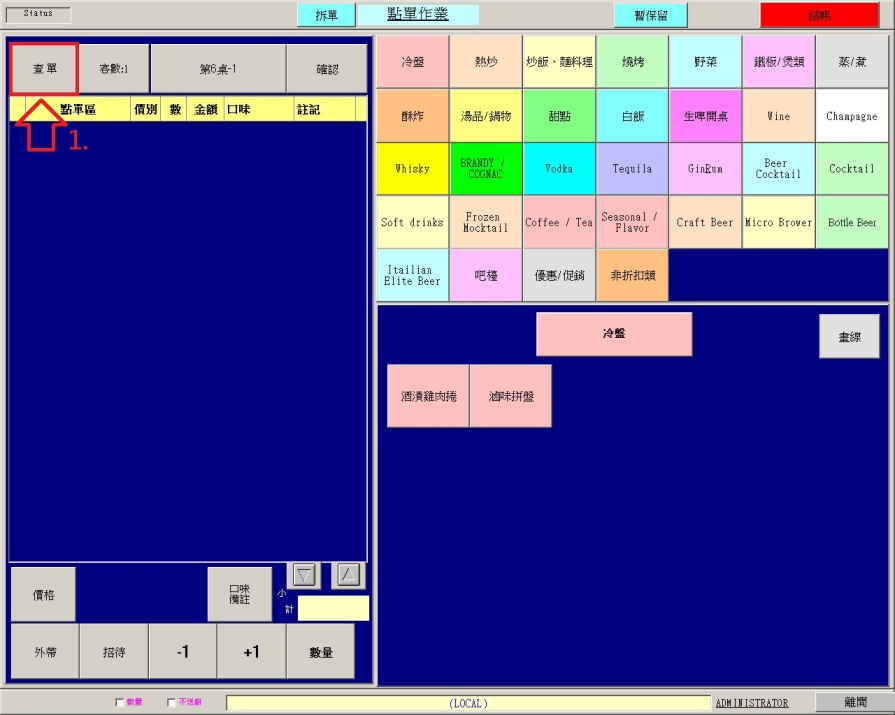 Status
拆單
點單作業
暫保留
結帳
查單
客數:1
第6桌-1
確認
點單區 價別 數 金額 口味 註記
1.
冷盤
熱炒
炒飯、麵料理
燒烤
野菜
鐵板/煲類
蒸/煮
酥炸
湯品/鍋物
甜點
白飯
生啤開桌
Wine
Champagne
Whisky
BRANDY /
COGNAC
Vodka
Tequila
GinRum
Beer
Cocktail
Cocktail
Soft drinks
Frozen
Mocktail
Coffee / Tea
Seasonal /
Flavor
Craft Beer
Micro Brower
Bottle Beer
Itailian
Elite Beer
吧檯
優惠/促銷
非折扣類
冷盤
畫線
酒漬雞肉捲
滷味拼盤
價格
口味
備註
小
計
外帶
招待
-1
+1
數量
數量
不送廚
(LOCAL)
ADMINISTRATOR
離開